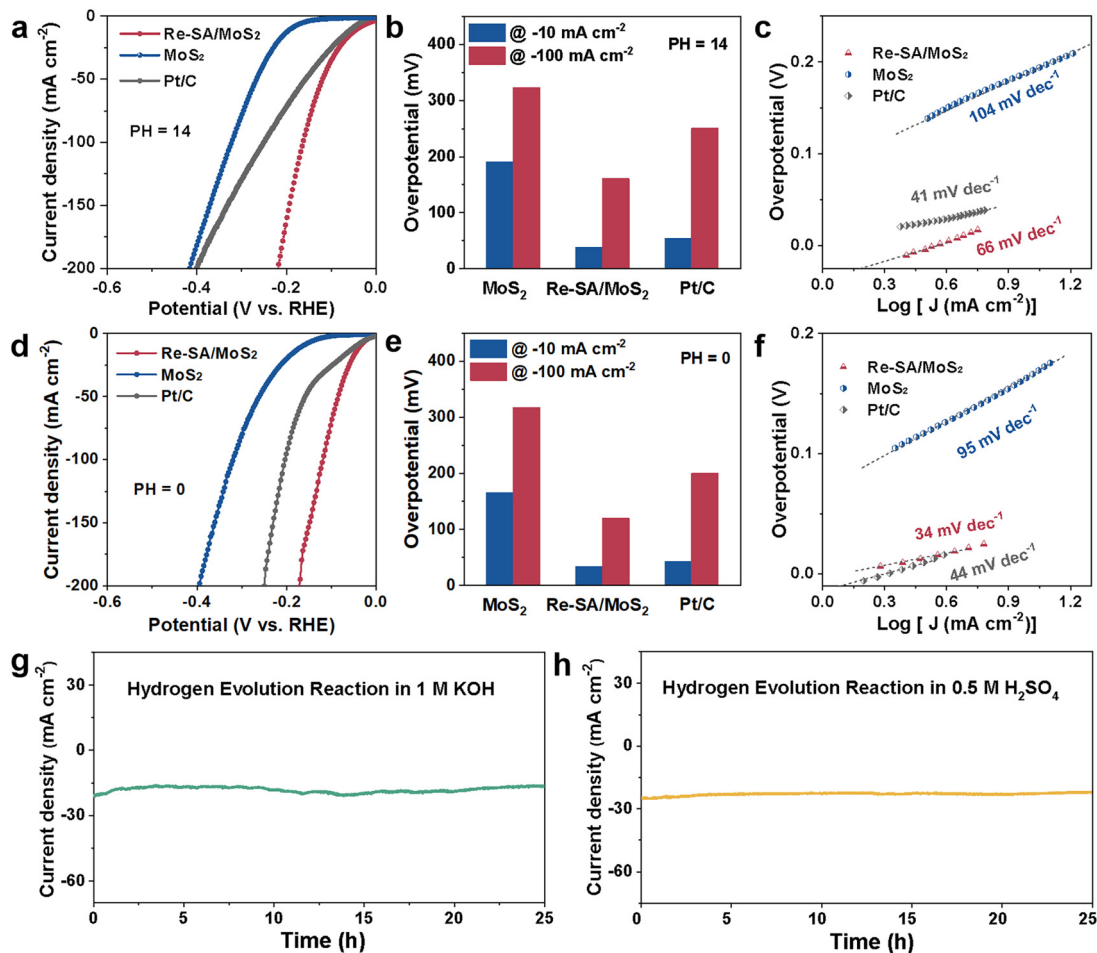 a
Re-SA/MoS₂
MoS₂
Pt/C
PH = 14
Current density (mA cm⁻²)
0
-50
-100
-150
-200
-0.6
-0.4
-0.2
0.0
Potential (V vs. RHE)
b
@ -10 mA cm⁻²
@ -100 mA cm⁻²
PH = 14
Overpotential (mV)
400
300
200
100
0
MoS₂
Re-SA/MoS₂
Pt/C
c
Re-SA/MoS₂
MoS₂
Pt/C
104 mV dec⁻¹
41 mV dec⁻¹
66 mV dec⁻¹
Overpotential (V)
0.2
0.1
0.0
0.0
0.3
0.6
0.9
1.2
Log [ J (mA cm⁻²)]
d
Re-SA/MoS₂
MoS₂
Pt/C
PH = 0
Current density (mA cm⁻²)
0
-50
-100
-150
-200
-0.6
-0.4
-0.2
0.0
Potential (V vs. RHE)
e
@ -10 mA cm⁻²
@ -100 mA cm⁻²
PH = 0
Overpotential (mV)
400
300
200
100
0
MoS₂
Re-SA/MoS₂
Pt/C
f
Re-SA/MoS₂
MoS₂
Pt/C
95 mV dec⁻¹
34 mV dec⁻¹
44 mV dec⁻¹
Overpotential (V)
0.2
0.1
0.0
0.0
0.3
0.6
0.9
1.2
Log [ J (mA cm⁻²)]
g
Hydrogen Evolution Reaction in 1 M KOH
Current density (mA cm⁻²)
30
0
-30
-60
0
5
10
15
20
25
Time (h)
h
Hydrogen Evolution Reaction in 0.5 M H₂SO₄
Current density (mA cm⁻²)
30
0
-30
-60
0
5
10
15
20
25
Time (h)